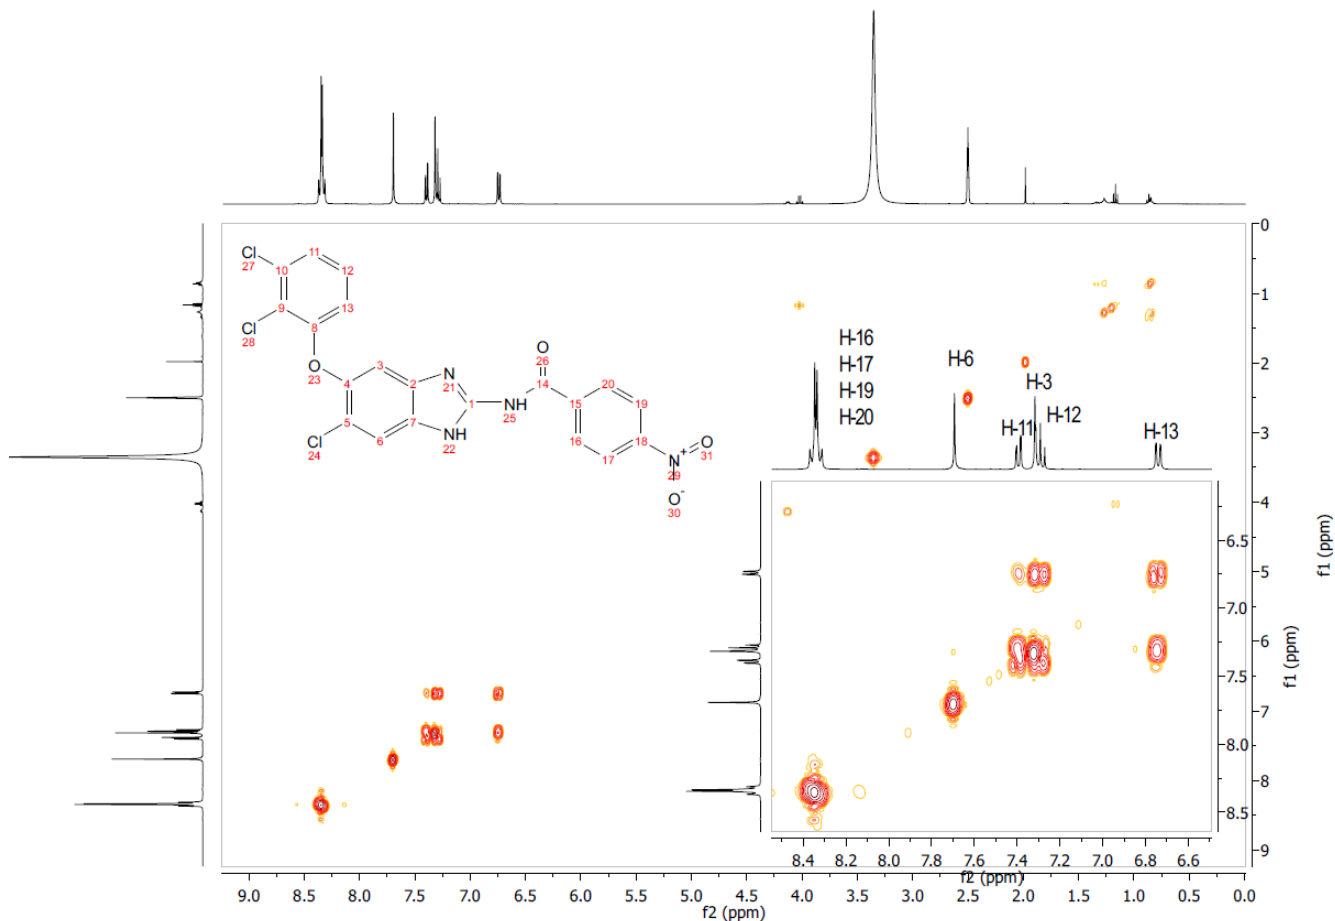 Cl
27
11
10
12
Cl
28
9
13
8
O
23
3
4
2
N
21
O
26
14
20
1
NH
25
15
19
5
7
Cl
24
6
NH
22
16
18
17
N+
29
O
31
O-
30
H-16
H-17
H-19
H-20
H-6
H-3
H-11
H-12
H-13
6.5
7.0
7.5
8.0
8.5
f1 (ppm)
8.4 8.2 8.0 7.8 7.6 7.4 7.2 7.0 6.8 6.6
f2 (ppm)
0
1
2
3
4
5
6
7
8
9
f1 (ppm)
9.0 8.5 8.0 7.5 7.0 6.5 6.0 5.5 5.0 4.5 4.0 3.5 3.0 2.5 2.0 1.5 1.0 0.5 0.0
f2 (ppm)